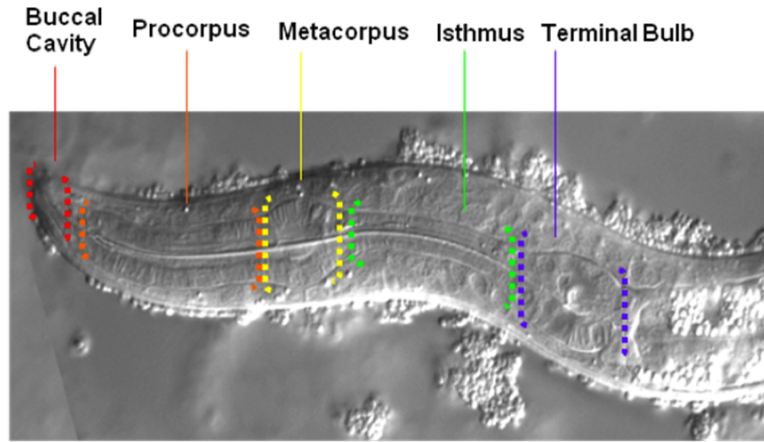 Buccal
Cavity
Procorpus
Metacorpus
Isthmus
Terminal Bulb